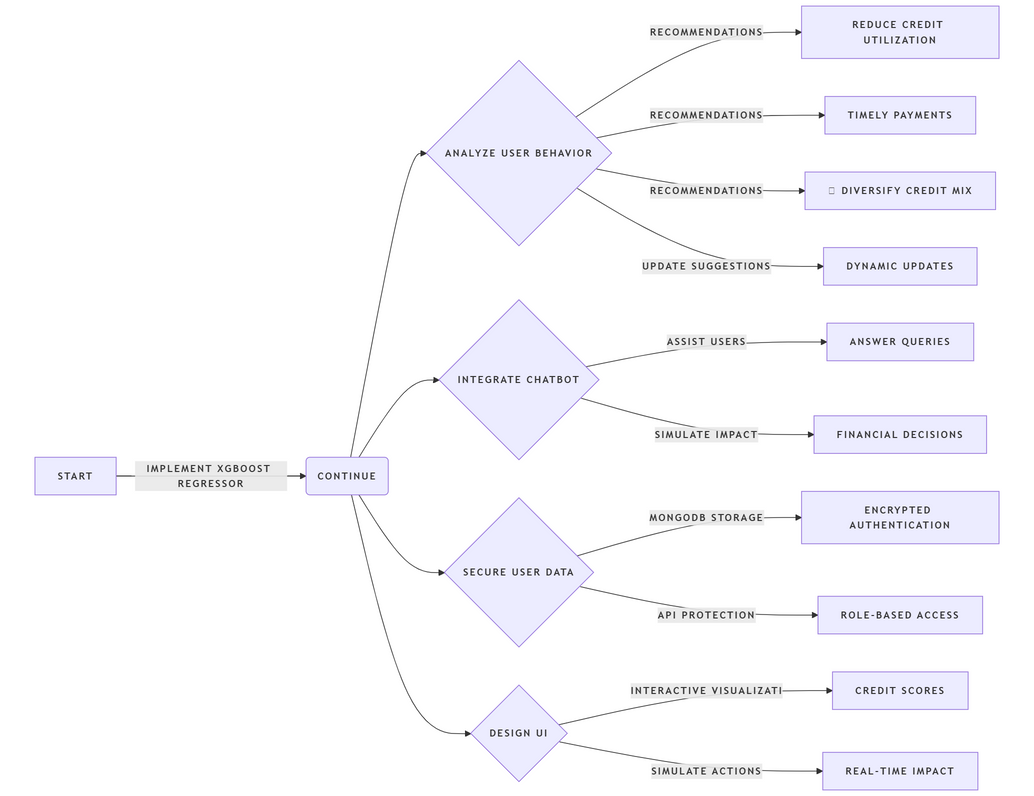 START
IMPLEMENT XGBOOST
REGRESSOR
CONTINUE
ANALYZE USER BEHAVIOR
RECOMMENDATIONS
REDUCE CREDIT
UTILIZATION
RECOMMENDATIONS
TIMELY PAYMENTS
RECOMMENDATIONS
DIVERSIFY CREDIT MIX
UPDATE SUGGESTIONS
DYNAMIC UPDATES
INTEGRATE CHATBOT
ASSIST USERS
ANSWER QUERIES
SIMULATE IMPACT
FINANCIAL DECISIONS
SECURE USER DATA
MONGODB STORAGE
ENCRYPTED
AUTHENTICATION
API PROTECTION
ROLE-BASED ACCESS
DESIGN UI
INTERACTIVE VISUALIZATI
CREDIT SCORES
SIMULATE ACTIONS
REAL-TIME IMPACT